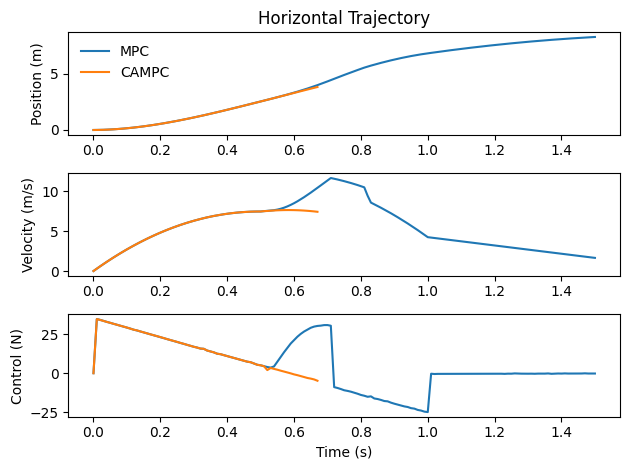 Horizontal Trajectory
MPC
CAMPC
Position (m)
5
0
0.0 0.2 0.4 0.6 0.8 1.0 1.2 1.4
Velocity (m/s)
10
5
0
0.0 0.2 0.4 0.6 0.8 1.0 1.2 1.4
Control (N)
25
0
−25
0.0 0.2 0.4 0.6 0.8 1.0 1.2 1.4
Time (s)